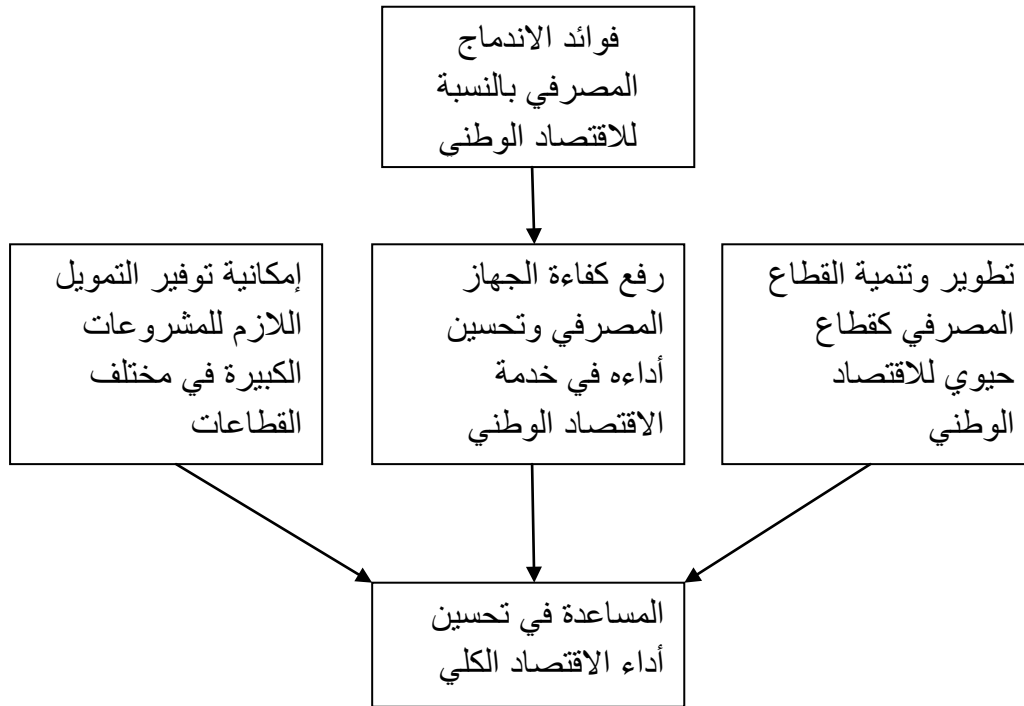 فوائد الاندماج
المصرفي بالنسبة
للاقتصاد الوطني
تطوير وتنمية القطاع
المصرفي كقطاع
حيوي للاقتصاد
الوطني
رفع كفاءة الجهاز
المصرفي وتحسين
أداءه في خدمة
الاقتصاد الوطني
إمكانية توفير التمويل
اللازم للمشروعات
الكبيرة في مختلف
القطاعات
المساعدة في تحسين
أداء الاقتصاد الكلي